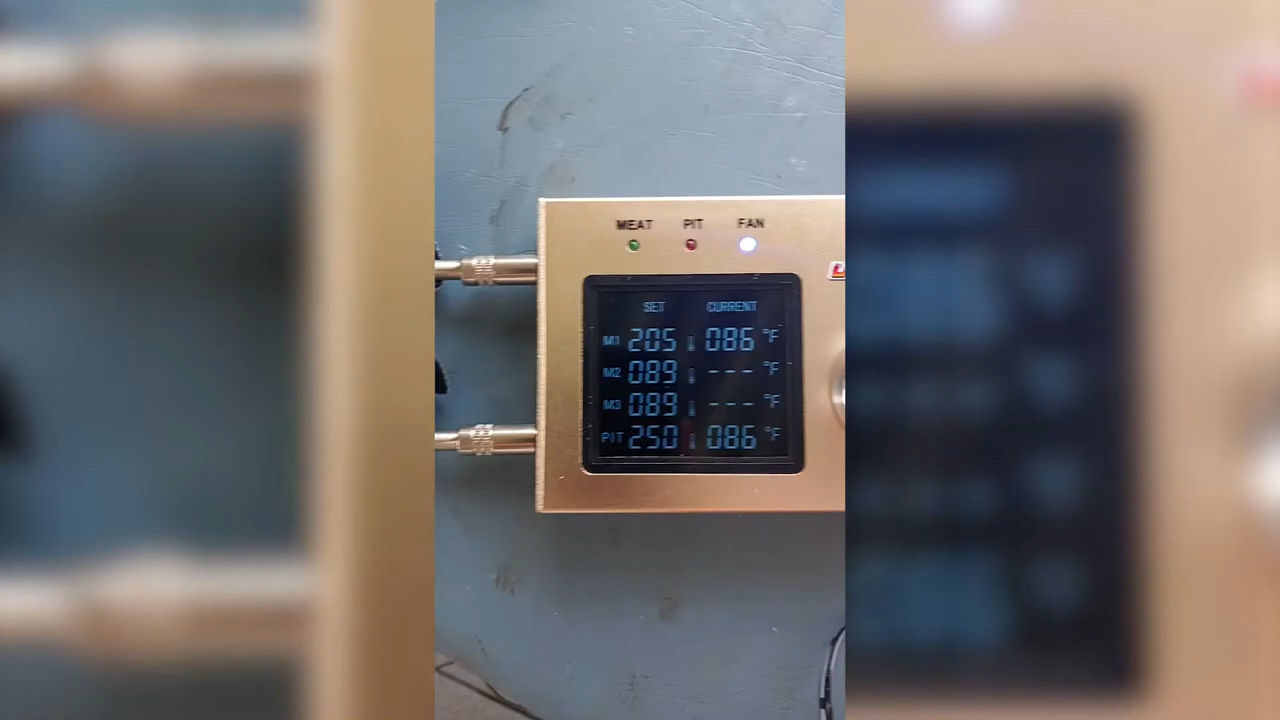 MEAT PIT FAN
SET CURRENT
M1 205 086 °F
M2 089 --- °F
M3 089 --- °F
PIT 250 086 °F